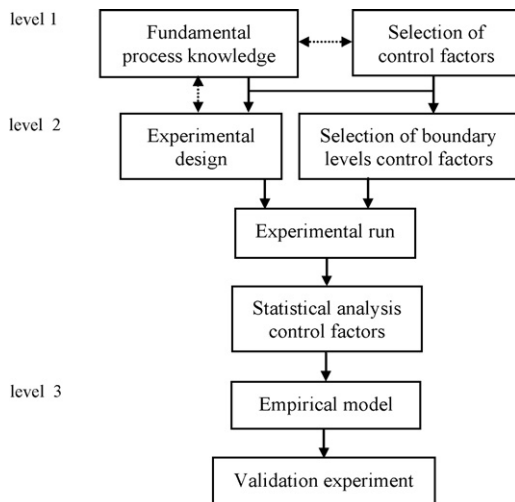 level 1
Fundamental
process knowledge
Selection of
control factors
level 2
Experimental
design
Selection of boundary
levels control factors
Experimental run
Statistical analysis
control factors
level 3
Empirical model
Validation experiment